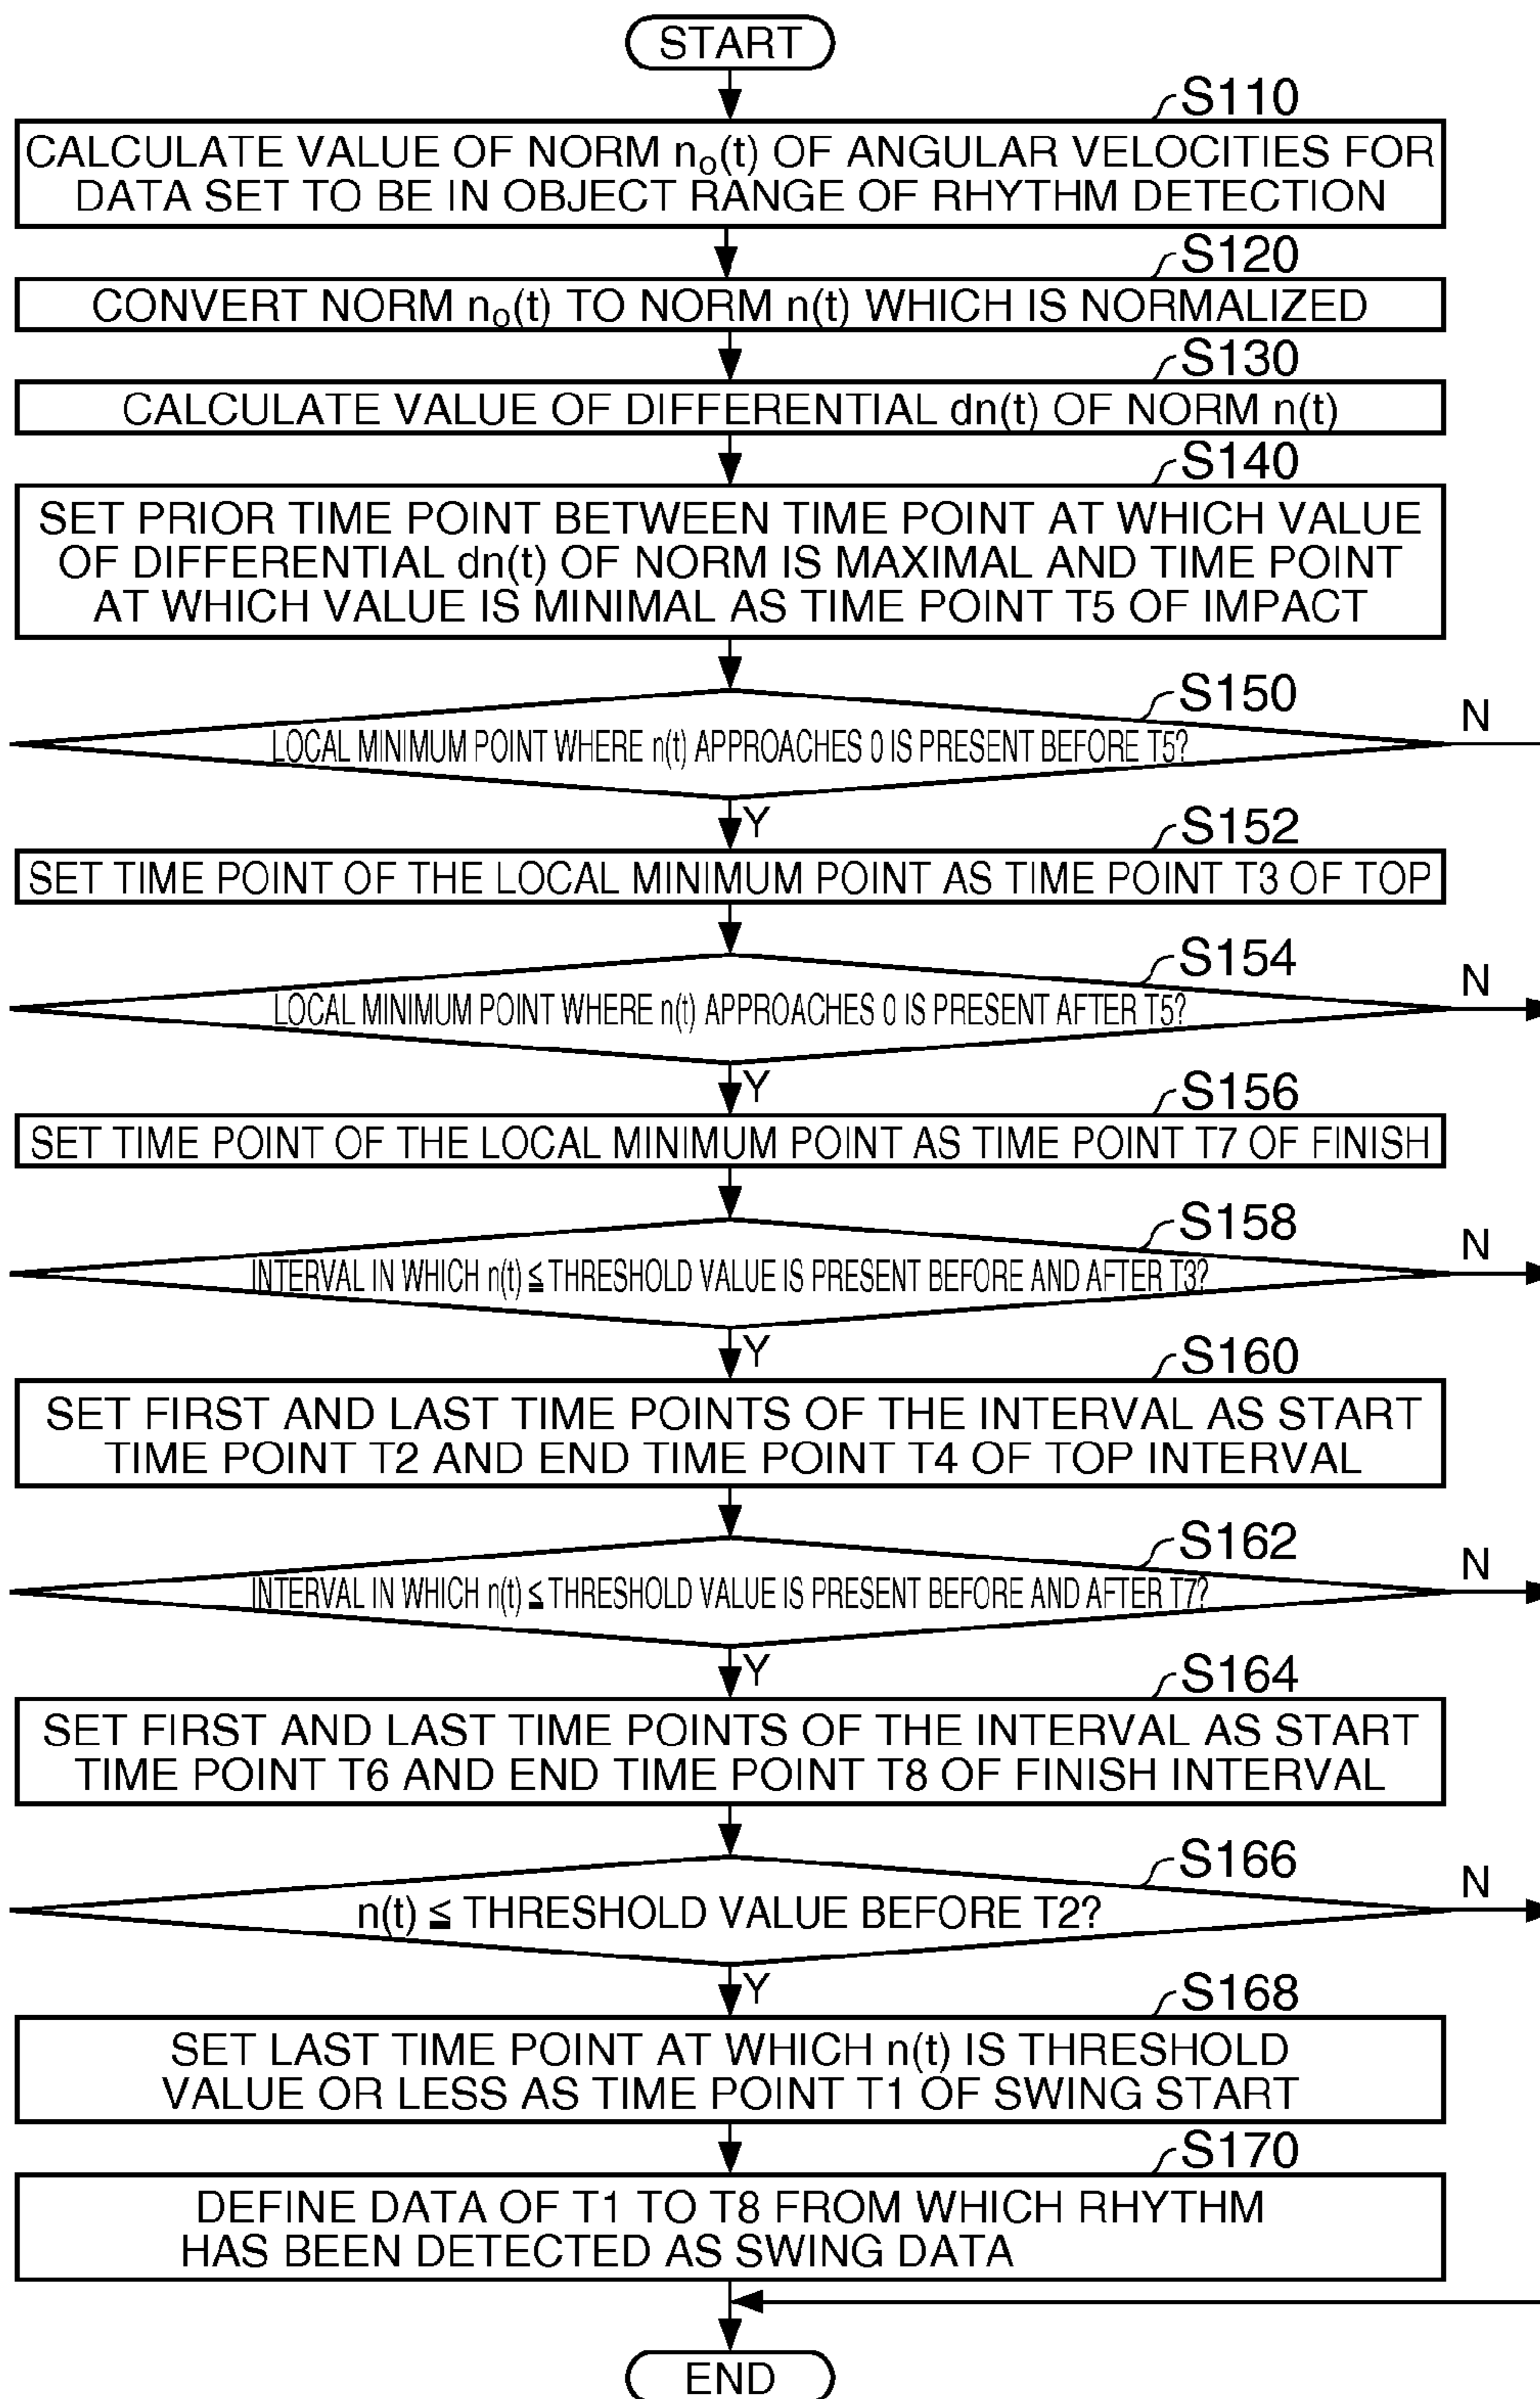 START
S110
CALCULATE VALUE OF NORM n₀(t) OF ANGULAR VELOCITIES FOR
DATA SET TO BE IN OBJECT RANGE OF RHYTHM DETECTION
S120
CONVERT NORM n₀(t) TO NORM n(t) WHICH IS NORMALIZED
S130
CALCULATE VALUE OF DIFFERENTIAL dn(t) OF NORM n(t)
S140
SET PRIOR TIME POINT BETWEEN TIME POINT AT WHICH VALUE
OF DIFFERENTIAL dn(t) OF NORM IS MAXIMAL AND TIME POINT
AT WHICH VALUE IS MINIMAL AS TIME POINT T5 OF IMPACT
S150
N
LOCAL MINIMUM POINT WHERE n(t) APPROACHES 0 IS PRESENT BEFORE T5?
Y
S152
SET TIME POINT OF THE LOCAL MINIMUM POINT AS TIME POINT T3 OF TOP
S154
N
LOCAL MINIMUM POINT WHERE n(t) APPROACHES 0 IS PRESENT AFTER T5?
Y
S156
SET TIME POINT OF THE LOCAL MINIMUM POINT AS TIME POINT T7 OF FINISH
S158
N
INTERVAL IN WHICH n(t) ≦ THRESHOLD VALUE IS PRESENT BEFORE AND AFTER T3?
Y
S160
SET FIRST AND LAST TIME POINTS OF THE INTERVAL AS START
TIME POINT T2 AND END TIME POINT T4 OF TOP INTERVAL
S162
N
INTERVAL IN WHICH n(t) ≦ THRESHOLD VALUE IS PRESENT BEFORE AND AFTER T7?
Y
S164
SET FIRST AND LAST TIME POINTS OF THE INTERVAL AS START
TIME POINT T6 AND END TIME POINT T8 OF FINISH INTERVAL
S166
N
n(t) ≦ THRESHOLD VALUE BEFORE T2?
Y
S168
SET LAST TIME POINT AT WHICH n(t) IS THRESHOLD
VALUE OR LESS AS TIME POINT T1 OF SWING START
S170
DEFINE DATA OF T1 TO T8 FROM WHICH RHYTHM
HAS BEEN DETECTED AS SWING DATA
END